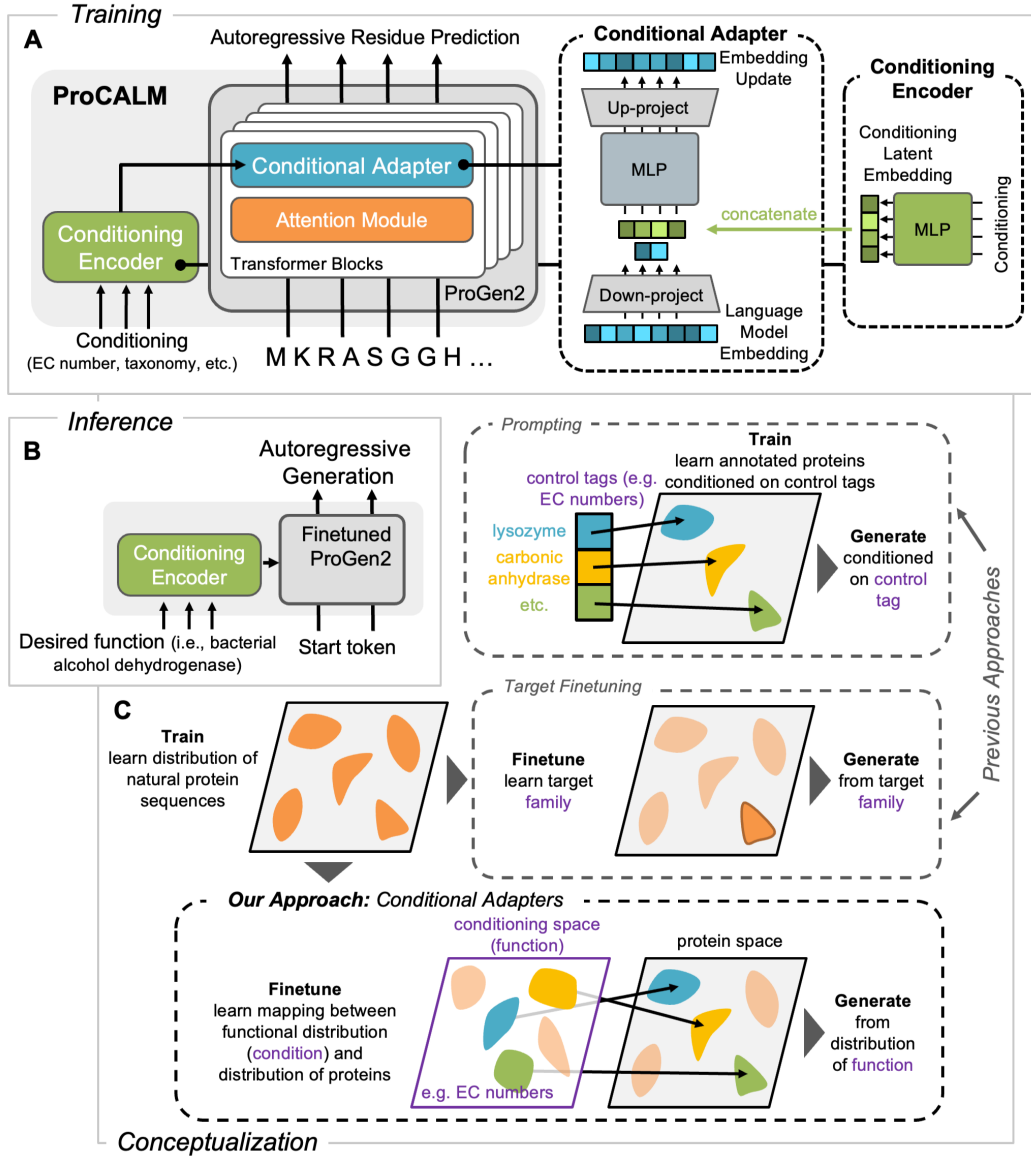 Training
A
Autoregressive Residue Prediction
ProCALM
Conditional Adapter
Attention Module
Transformer Blocks
ProGen2
Conditioning
Encoder
Conditioning
(EC number, taxonomy, etc.)
M K R A S G G H ...
Conditional Adapter
Embedding
Update
Up-project
MLP
concatenate
Down-project
Language
Model
Embedding
Conditioning
Encoder
Conditioning
Latent
Embedding
MLP
Conditioning
Inference
B
Autoregressive
Generation
Finetuned
ProGen2
Conditioning
Encoder
Desired function (i.e., bacterial
alcohol dehydrogenase)
Start token
Prompting
Train
learn annotated proteins
conditioned on control tags
control tags (e.g.
EC numbers)
lysozyme
carbonic
anhydrase
etc.
Generate
conditioned
on control
tag
Previous Approaches
C
Train
learn distribution of
natural protein
sequences
Target Finetuning
Finetune
learn target
family
Generate
from target
family
Our Approach: Conditional Adapters
Finetune
learn mapping between
functional distribution
(condition) and
distribution of proteins
conditioning space
(function)
e.g. EC numbers
protein space
Generate
from
distribution
of function
Conceptualization